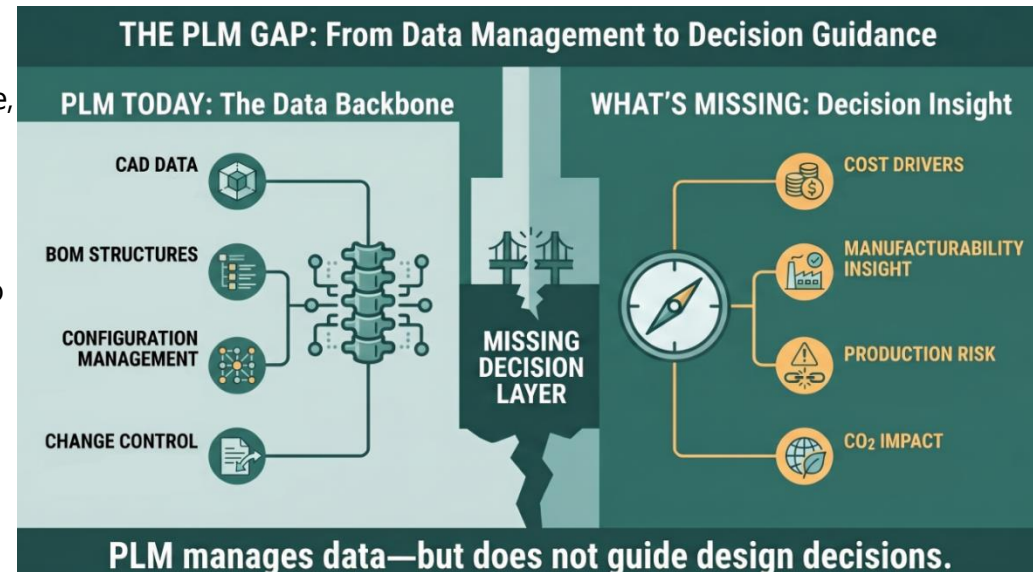 THE PLM GAP: From Data Management to Decision Guidance
e,
PLM TODAY: The Data Backbone
CAD DATA
BOM STRUCTURES
CONFIGURATION
MANAGEMENT
CHANGE CONTROL
MISSING
DECISION
LAYER
WHAT'S MISSING: Decision Insight
COST DRIVERS
MANUFACTURABILITY
INSIGHT
PRODUCTION RISK
CO₂ IMPACT
PLM manages data—but does not guide design decisions.